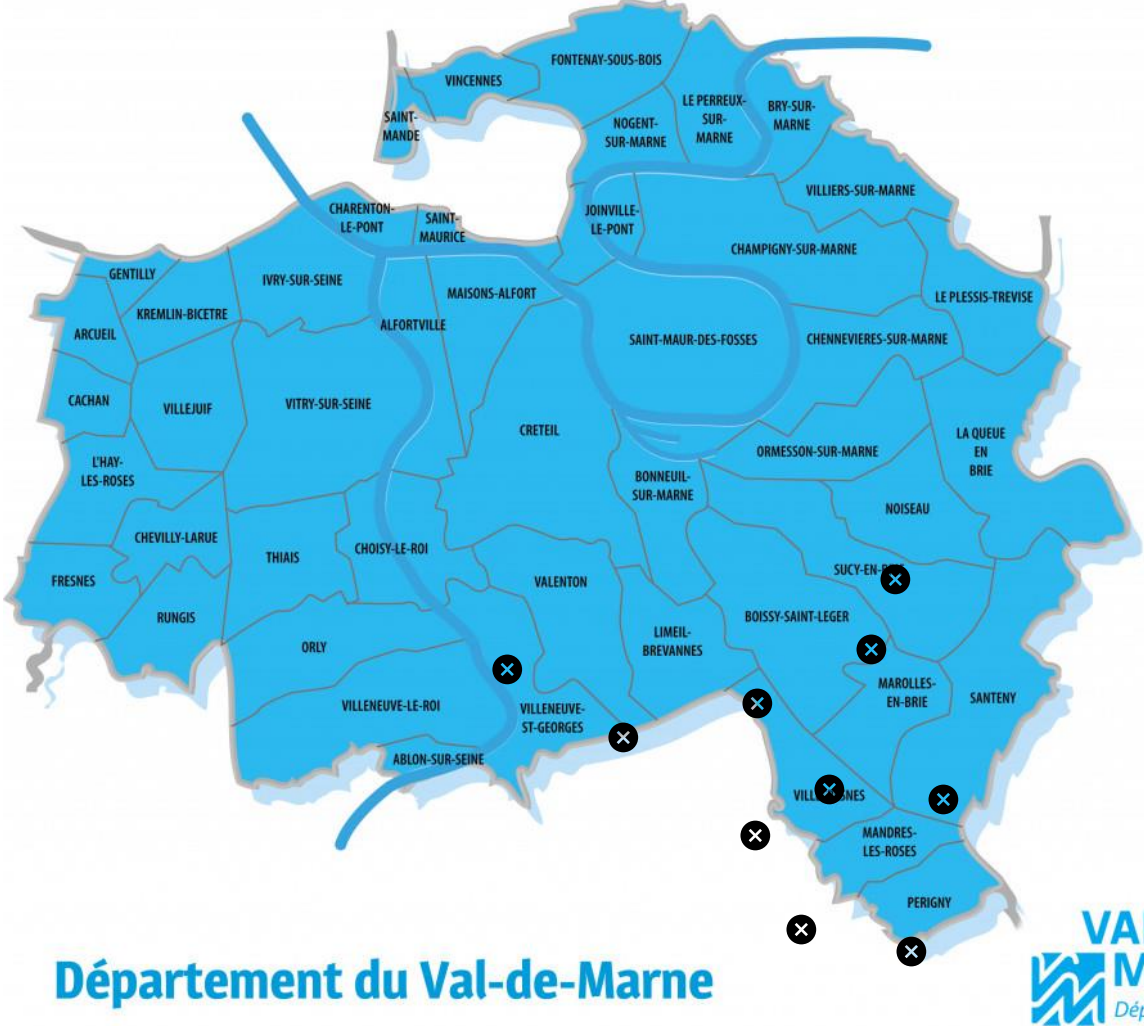 FONTENAY-SOUS-BOIS
VINCENNES
SAINT-
MANDE
NOGENT-
SUR-MARNE
LE PERREUX-
SUR-
MARNE
BRY-SUR-
MARNE
VILLIERS-SUR-MARNE
CHARENTON-
LE-PONT
SAINT-
MAURICE
JOINVILLE-
LE-PONT
CHAMPIGNY-SUR-MARNE
GENTILLY
IVRY-SUR-SEINE
MAISONS-ALFORT
LE PLESSIS-TREVISE
KREMLIN-BICETRE
ARCUEIL
ALFORTVILLE
SAINT-MAUR-DES-FOSSES
CHENNEVIERES-SUR-MARNE
CACHAN
VILLEJUIF
VITRY-SUR-SEINE
CRETEIL
ORMESSON-SUR-MARNE
LA QUEUE
EN
BRIE
L'HAY-
LES-ROSES
BONNEUIL-
SUR-MARNE
NOISEAU
CHEVILLY-LARUE
THIAIS
CHOISY-LE-ROI
FRESNES
VALENTON
SUCY-EN-BRIE
RUNGIS
BOISSY-SAINT-LEGER
ORLY
LIMEIL-
BREVANNES
MAROLLES-
EN-BRIE
SANTENY
VILLENEUVE-LE-ROI
VILLENEUVE-
ST-GEORGES
ABLON-SUR-SEINE
MANDRES-
LES-ROSES
PERIGNY
Département du Val-de-Marne